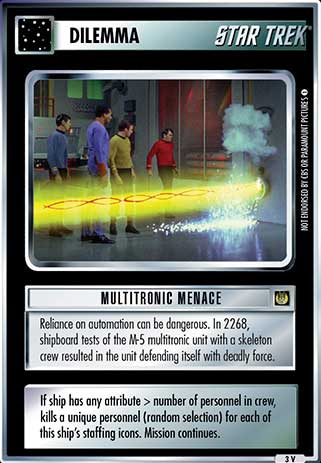 DILEMMA
STAR TREK®
NOT ENDORSED BY CBS OR PARAMOUNT PICTURES
MULTITRONIC MENACE
Reliance on automation can be dangerous. In 2268,
shipboard tests of the M-5 multitronic unit with a skeleton
crew resulted in the unit defending itself with deadly force.
If ship has any attribute > number of personnel in crew,
kills a unique personnel (random selection) for each of
this ship's staffing icons. Mission continues.
3 V